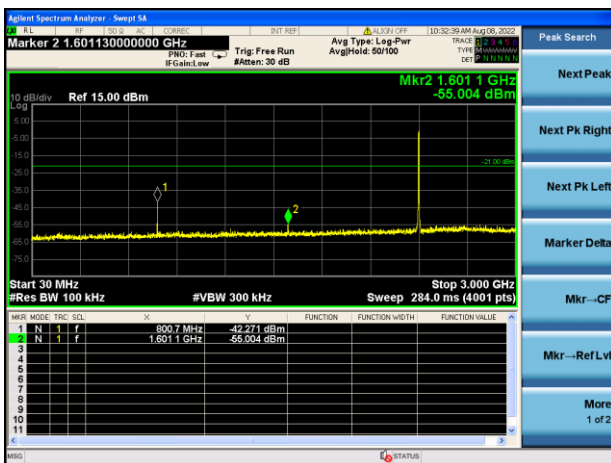 Agilent Spectrum Analyzer - Swept SA
RL RF 50 Ω AC CORREC INT REF ALIGN OFF 10:32:39 AM Aug 08, 2022
Marker 2 1.601130000000 GHz
PNO: Fast
IFGain:Low
Trig: Free Run
#Atten: 30 dB
Avg Type: Log-Pwr
Avg|Hold: 50/100
TRACE 1 2 3 4 5 6
TYPE M
DET P N N N N N
Peak Search
Mkr2 1.601 1 GHz
-55.004 dBm
10 dB/div Ref 15.00 dBm
Log
5.00
-5.00
-15.0
-21.00 dBm
-25.0
-35.0
-45.0
-55.0
-65.0
-75.0
1
2
Start 30 MHz
Stop 3.000 GHz
#Res BW 100 kHz
#VBW 300 kHz
Sweep 284.0 ms (4001 pts)
MKR MODE TRC SCL X Y FUNCTION FUNCTION WIDTH FUNCTION VALUE
1 N 1 f 800.7 MHz -42.271 dBm
2 N 1 f 1.601 1 GHz -55.004 dBm
3
4
5
6
7
8
9
10
11
MSG
STATUS
Next Peak
Next Pk Right
Next Pk Left
Marker Delta
Mkr→CF
Mkr→Ref Lvl
More
1 of 2